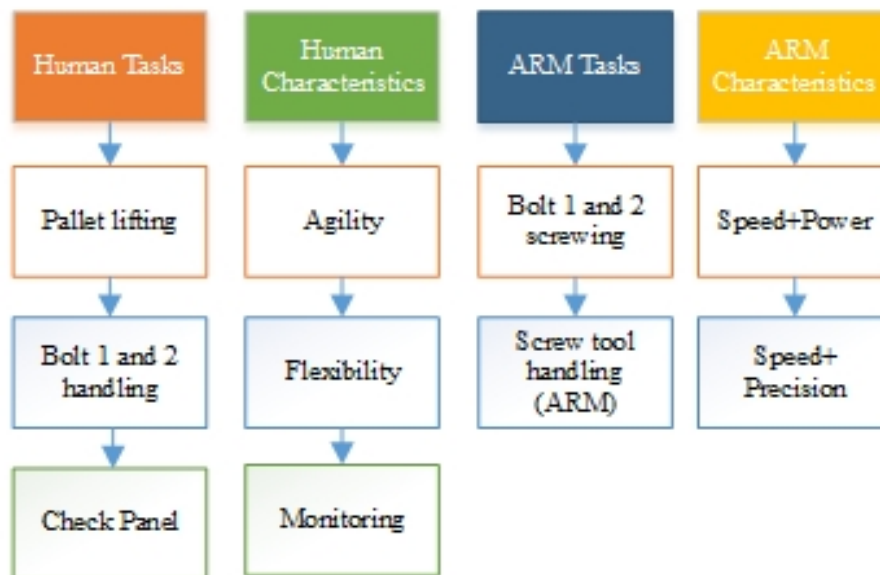 Human Tasks
Human
Characteristics
ARM Tasks
ARM
Characteristics
Pallet lifting
Agility
Bolt 1 and 2
screwing
Speed+Power
Bolt 1 and 2
handling
Flexibility
Screw tool
handling
(ARM)
Speed+
Precision
Check Panel
Monitoring